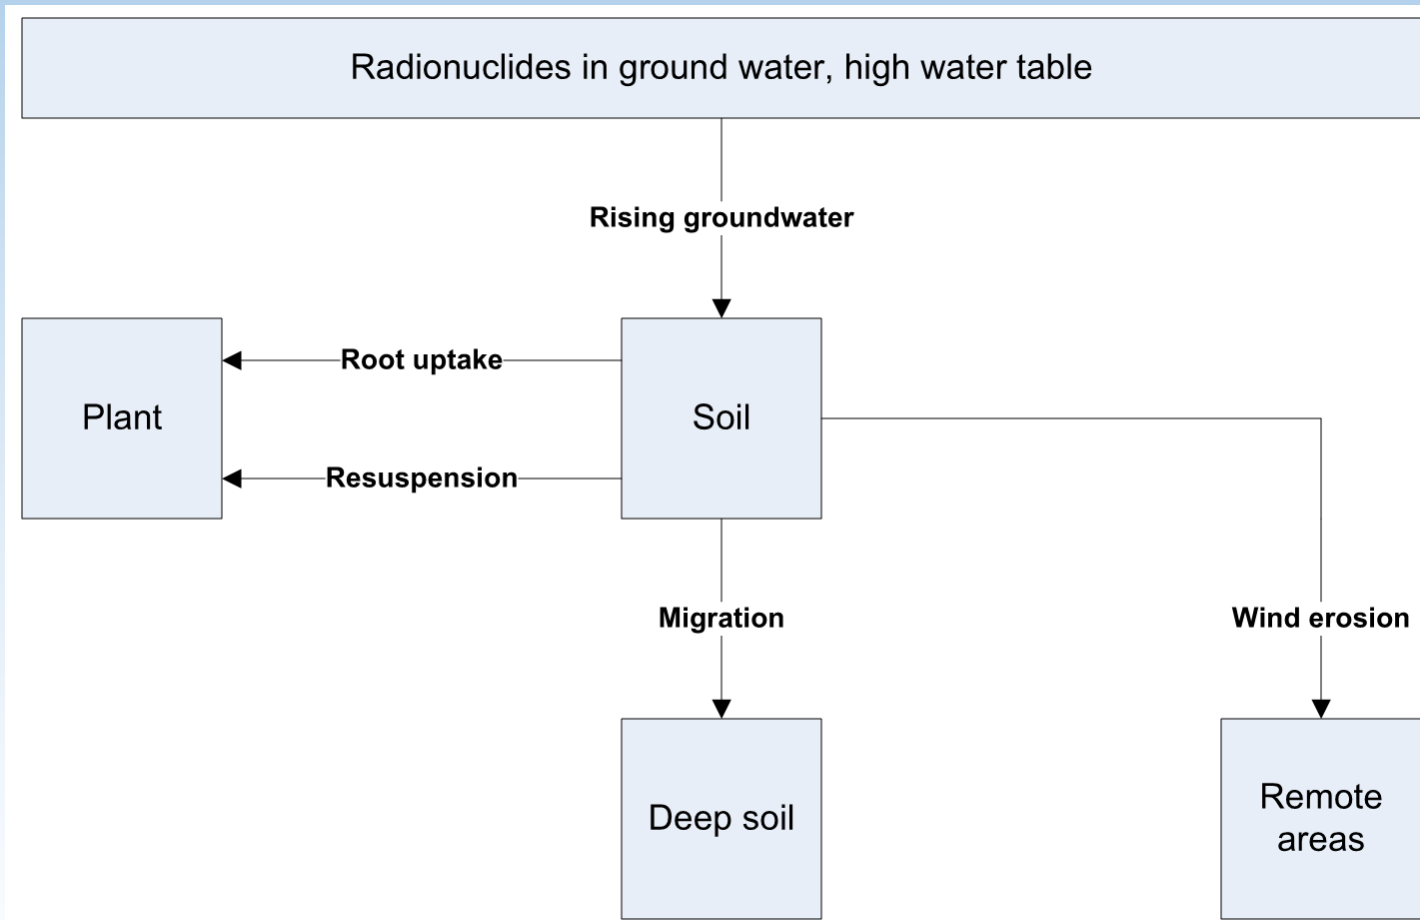 Radionuclides in ground water, high water table
Rising groundwater
Root uptake
Plant
Soil
Resuspension
Migration
Wind erosion
Deep soil
Remote
areas